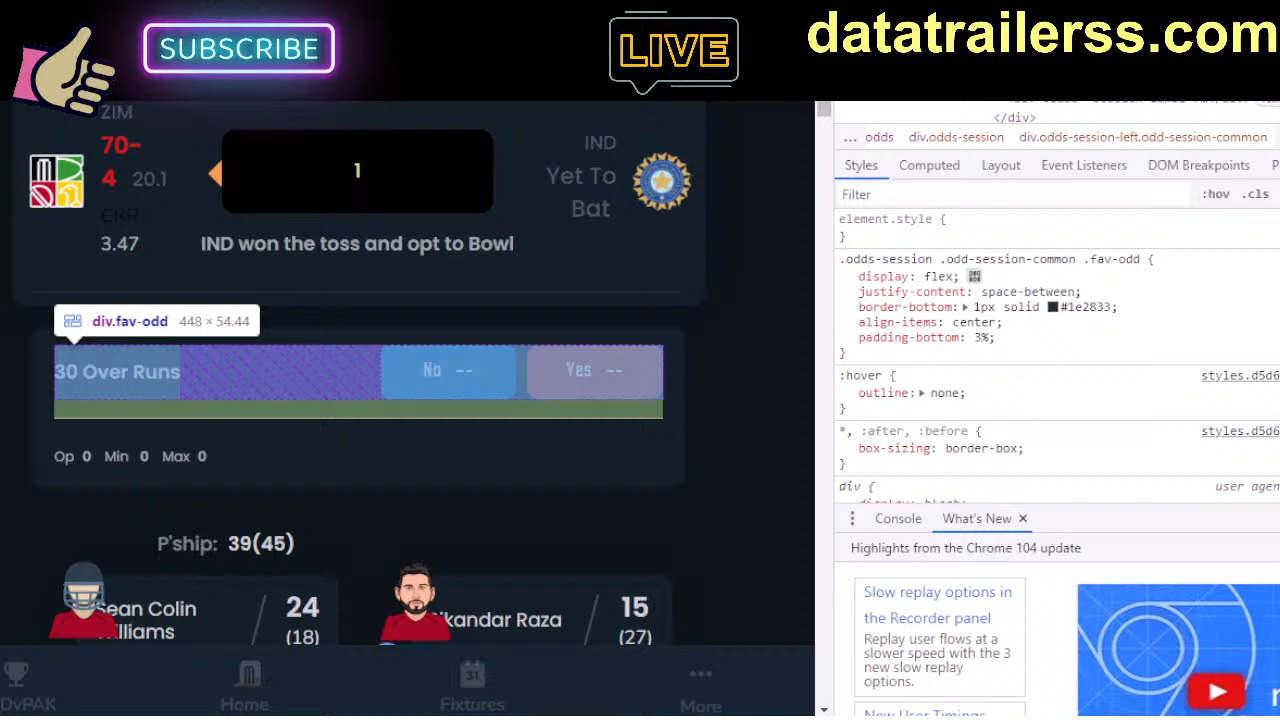 SUBSCRIBE
LIVE
datatrailerss.com
ZIM
70-
4 20.1
CRR
3.47
1
IND
Yet To
Bat
IND won the toss and opt to Bowl
div.fav-odd 448 × 54.44
30 Over Runs
No --
Yes --
Op 0 Min 0 Max 0
P'ship: 39(45)
Sean Colin
Williams
24
(18)
ikandar Raza
15
(27)
DvPAK
Home
31
Fixtures
More
</div>
... odds div.odds-session div.odds-session-left.odd-session-common
Styles Computed Layout Event Listeners DOM Breakpoints P
Filter
:hov .cls
element.style {
}
.odds-session .odd-session-common .fav-odd {
display: flex;
justify-content: space-between;
border-bottom: 1px solid #1e2833;
align-items: center;
padding-bottom: 3%;
}
:hover {
styles.d5d6
outline: none;
}
*, :after, :before {
styles.d5d6
box-sizing: border-box;
}
div {
user agen
Console What's New ×
Highlights from the Chrome 104 update
Slow replay options in
the Recorder panel
Replay user flows at a
slower speed with the 3
new slow replay
options.
New User Timings